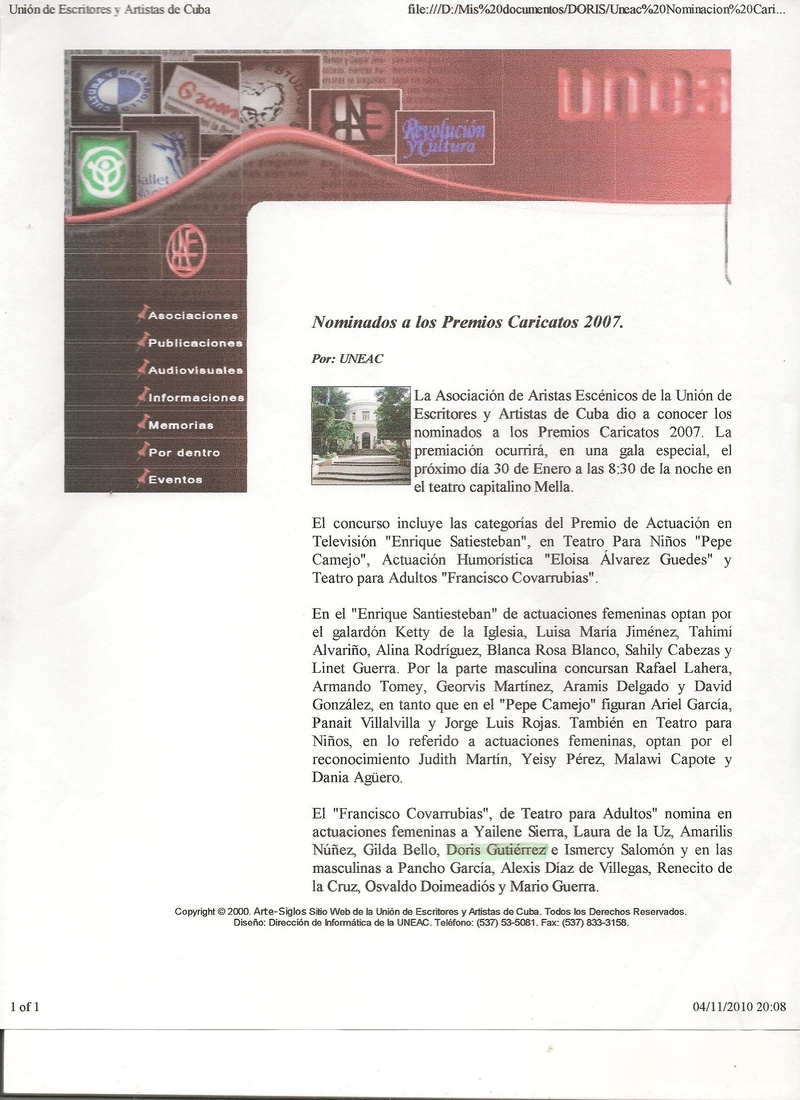 Unión de Escritores y Artistas de Cuba
file:///D:/Mis%20documentos/DORIS/Uneac%20Nominacion%20Cari...
CULTURA Y DESARROLLO
UNE
Revolución
y Cultura
Asociaciones
Publicaciones
Audiovisuales
Informaciones
Memorias
Por dentro
Eventos
Nominados a los Premios Caricatos 2007.
Por: UNEAC
La Asociación de Aristas Escénicos de la Unión de
Escritores y Artistas de Cuba dio a conocer los
nominados a los Premios Caricatos 2007. La
premiación ocurrirá, en una gala especial, el
próximo día 30 de Enero a las 8:30 de la noche en
el teatro capitalino Mella.
El concurso incluye las categorías del Premio de Actuación en
Televisión "Enrique Satiesteban", en Teatro Para Niños "Pepe
Camejo", Actuación Humorística "Eloisa Álvarez Guedes" y
Teatro para Adultos "Francisco Covarrubias".
En el "Enrique Santiesteban" de actuaciones femeninas optan por
el galardón Ketty de la Iglesia, Luisa María Jiménez, Tahimí
Alvariño, Alina Rodríguez, Blanca Rosa Blanco, Sahily Cabezas y
Linet Guerra. Por la parte masculina concursan Rafael Lahera,
Armando Tomey, Georvis Martínez, Aramis Delgado y David
González, en tanto que en el "Pepe Camejo" figuran Ariel García,
Panait Villalvilla y Jorge Luis Rojas. También en Teatro para
Niños, en lo referido a actuaciones femeninas, optan por el
reconocimiento Judith Martín, Yeisy Pérez, Malawi Capote y
Dania Agüero.
El "Francisco Covarrubias", de Teatro para Adultos" nomina en
actuaciones femeninas a Yailene Sierra, Laura de la Uz, Amarilis
Núñez, Gilda Bello, Doris Gutiérrez e Ismercy Salomón y en las
masculinas a Pancho García, Alexis Díaz de Villegas, Renecito de
la Cruz, Osvaldo Doimeadiós y Mario Guerra.
Copyright © 2000. Arte-Siglos Sitio Web de la Unión de Escritores y Artistas de Cuba. Todos los Derechos Reservados.
Diseño: Dirección de Informática de la UNEAC. Teléfono: (537) 53-5081. Fax: (537) 833-3158.
1 of 1
04/11/2010 20:08